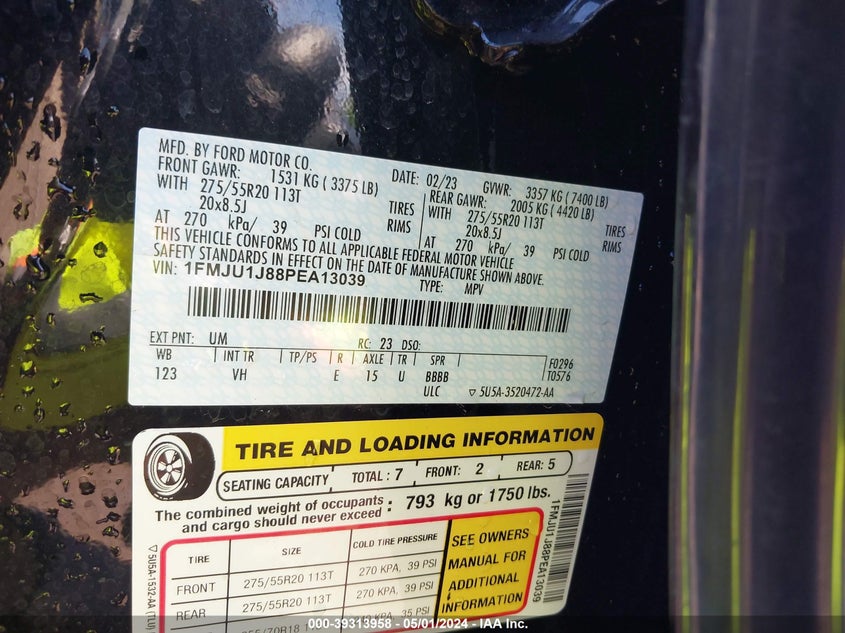 MFD. BY FORD MOTOR CO.
DATE: 02/23 GVWR: 3357 KG (7400 LB)
FRONT GAWR: 1531 KG (3375 LB)
REAR GAWR: 2005 KG (4420 LB)
WITH 275/55R20 113T TIRES
WITH 275/55R20 113T TIRES
20x8.5J RIMS
20x8.5J RIMS
AT 270 kPa/ 39 PSI COLD
AT 270 kPa/ 39 PSI COLD
THIS VEHICLE CONFORMS TO ALL APPLICABLE FEDERAL MOTOR VEHICLE
SAFETY STANDARDS IN EFFECT ON THE DATE OF MANUFACTURE SHOWN ABOVE.
VIN: 1FMJU1J88PEA13039
TYPE: MPV
EXT PNT: UM RC: 23 DSO:
WB INT TR TP/PS R AXLE TR SPR
123 VH E 15 U BBBB
ULC
F0296
T0576
▽ 5U5A-3520472-AA
TIRE AND LOADING INFORMATION
SEATING CAPACITY TOTAL: 7 FRONT: 2 REAR: 5
The combined weight of occupants
and cargo should never exceed : 793 kg or 1750 lbs.
TIRE SIZE COLD TIRE PRESSURE
FRONT 275/55R20 113T 270 KPA, 39 PSI
REAR 275/55R20 113T 270 KPA, 39 PSI
35 PSI
SEE OWNERS
MANUAL FOR
ADDITIONAL
INFORMATION
1FMJU1J88PEA13039
▽ 5U5A-1532-AA (TLU)
000-39313958 - 05/01/2024 - IAA Inc.